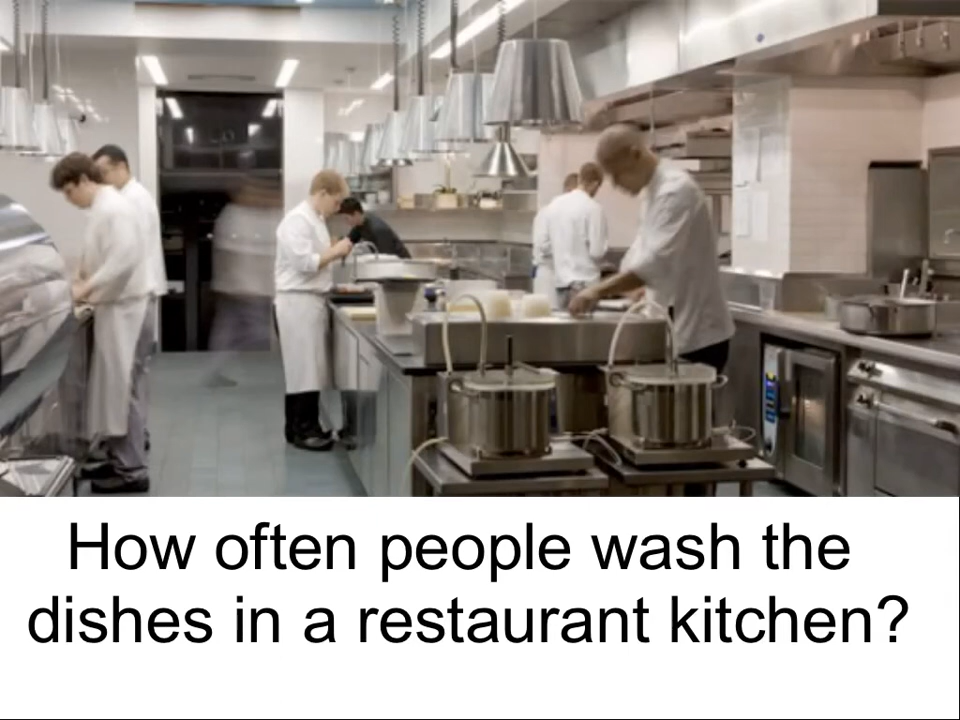 How often people wash the
dishes in a restaurant kitchen?